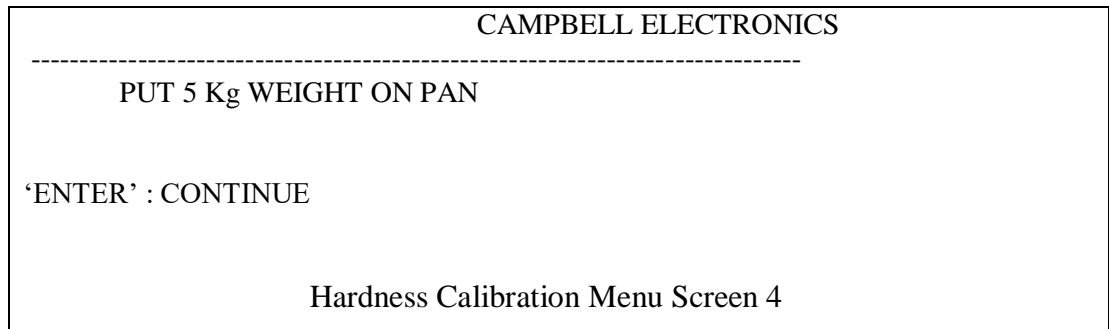 CAMPBELL ELECTRONICS
--------------------------------------------------------------------------------
PUT 5 Kg WEIGHT ON PAN
‘ENTER’ : CONTINUE
Hardness Calibration Menu Screen 4